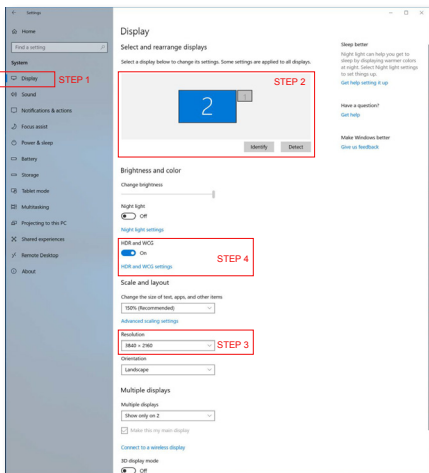 Settings
Home
Find a setting
System
Display
STEP 1
Sound
Notifications & actions
Focus assist
Power & sleep
Battery
Storage
Tablet mode
Multitasking
Projecting to this PC
Shared experiences
Remote Desktop
About
Display
Select and rearrange displays
Select a display below to change its settings. Some settings are applied to all displays.
STEP 2
2
1
Identify
Detect
Brightness and color
Change brightness
Night light
Off
Night light settings
HDR and WCG
On
STEP 4
HDR and WCG settings
Scale and layout
Change the size of text, apps, and other items
150% (Recommended)
Advanced scaling settings
Resolution
3840 × 2160
STEP 3
Orientation
Landscape
Multiple displays
Multiple displays
Show only on 2
Make this my main display
Connect to a wireless display
3D display mode
Off
Sleep better
Night light can help you get to
sleep by displaying warmer colors
at night. Select Night light settings
to set things up.
Get help setting it up
Have a question?
Get help
Make Windows better
Give us feedback